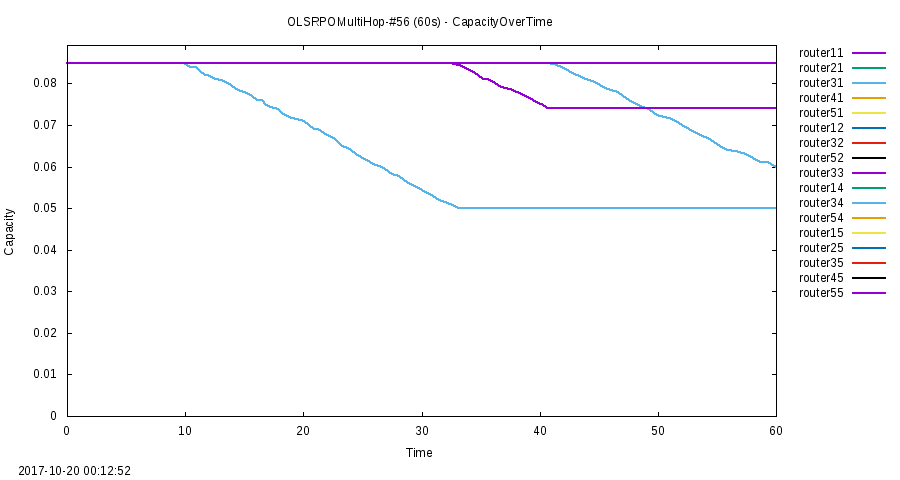 OLSRPOMultiHop-#56 (60s) - CapacityOverTime
router11
router21
router31
router41
router51
router12
router32
router52
router33
router14
router34
router54
router15
router25
router35
router45
router55
0.08
0.07
0.06
0.05
0.04
0.03
0.02
0.01
0
Capacity
0 10 20 30 40 50 60
Time
2017-10-20 00:12:52